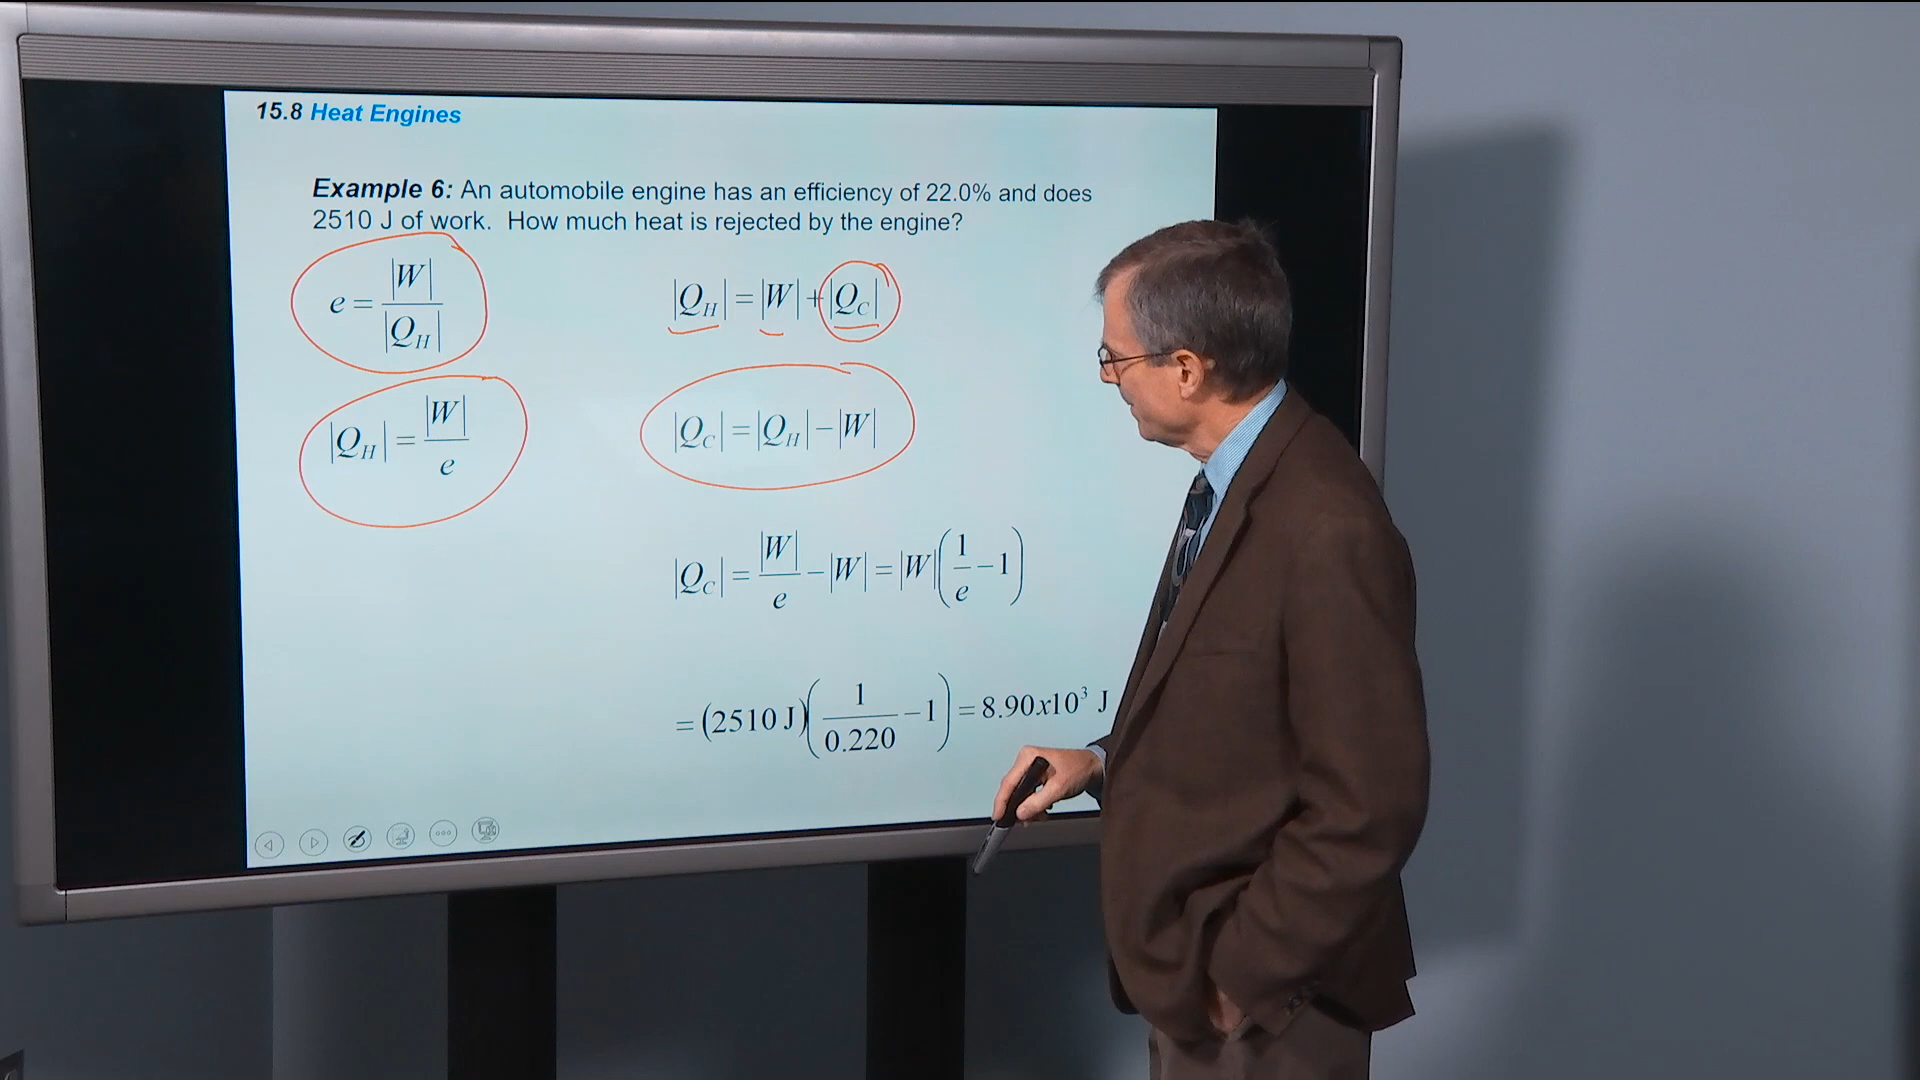 15.8 Heat Engines
Example 6: An automobile engine has an efficiency of 22.0% and does
2510 J of work. How much heat is rejected by the engine?
e = |W| / |Q_H|
|Q_H| = |W| + |Q_C|
|Q_H| = |W| / e
|Q_C| = |Q_H| − |W|
|Q_C| = |W| / e − |W| = |W| (1 / e − 1)
= (2510 J) (1 / 0.220 − 1) = 8.90x10³ J